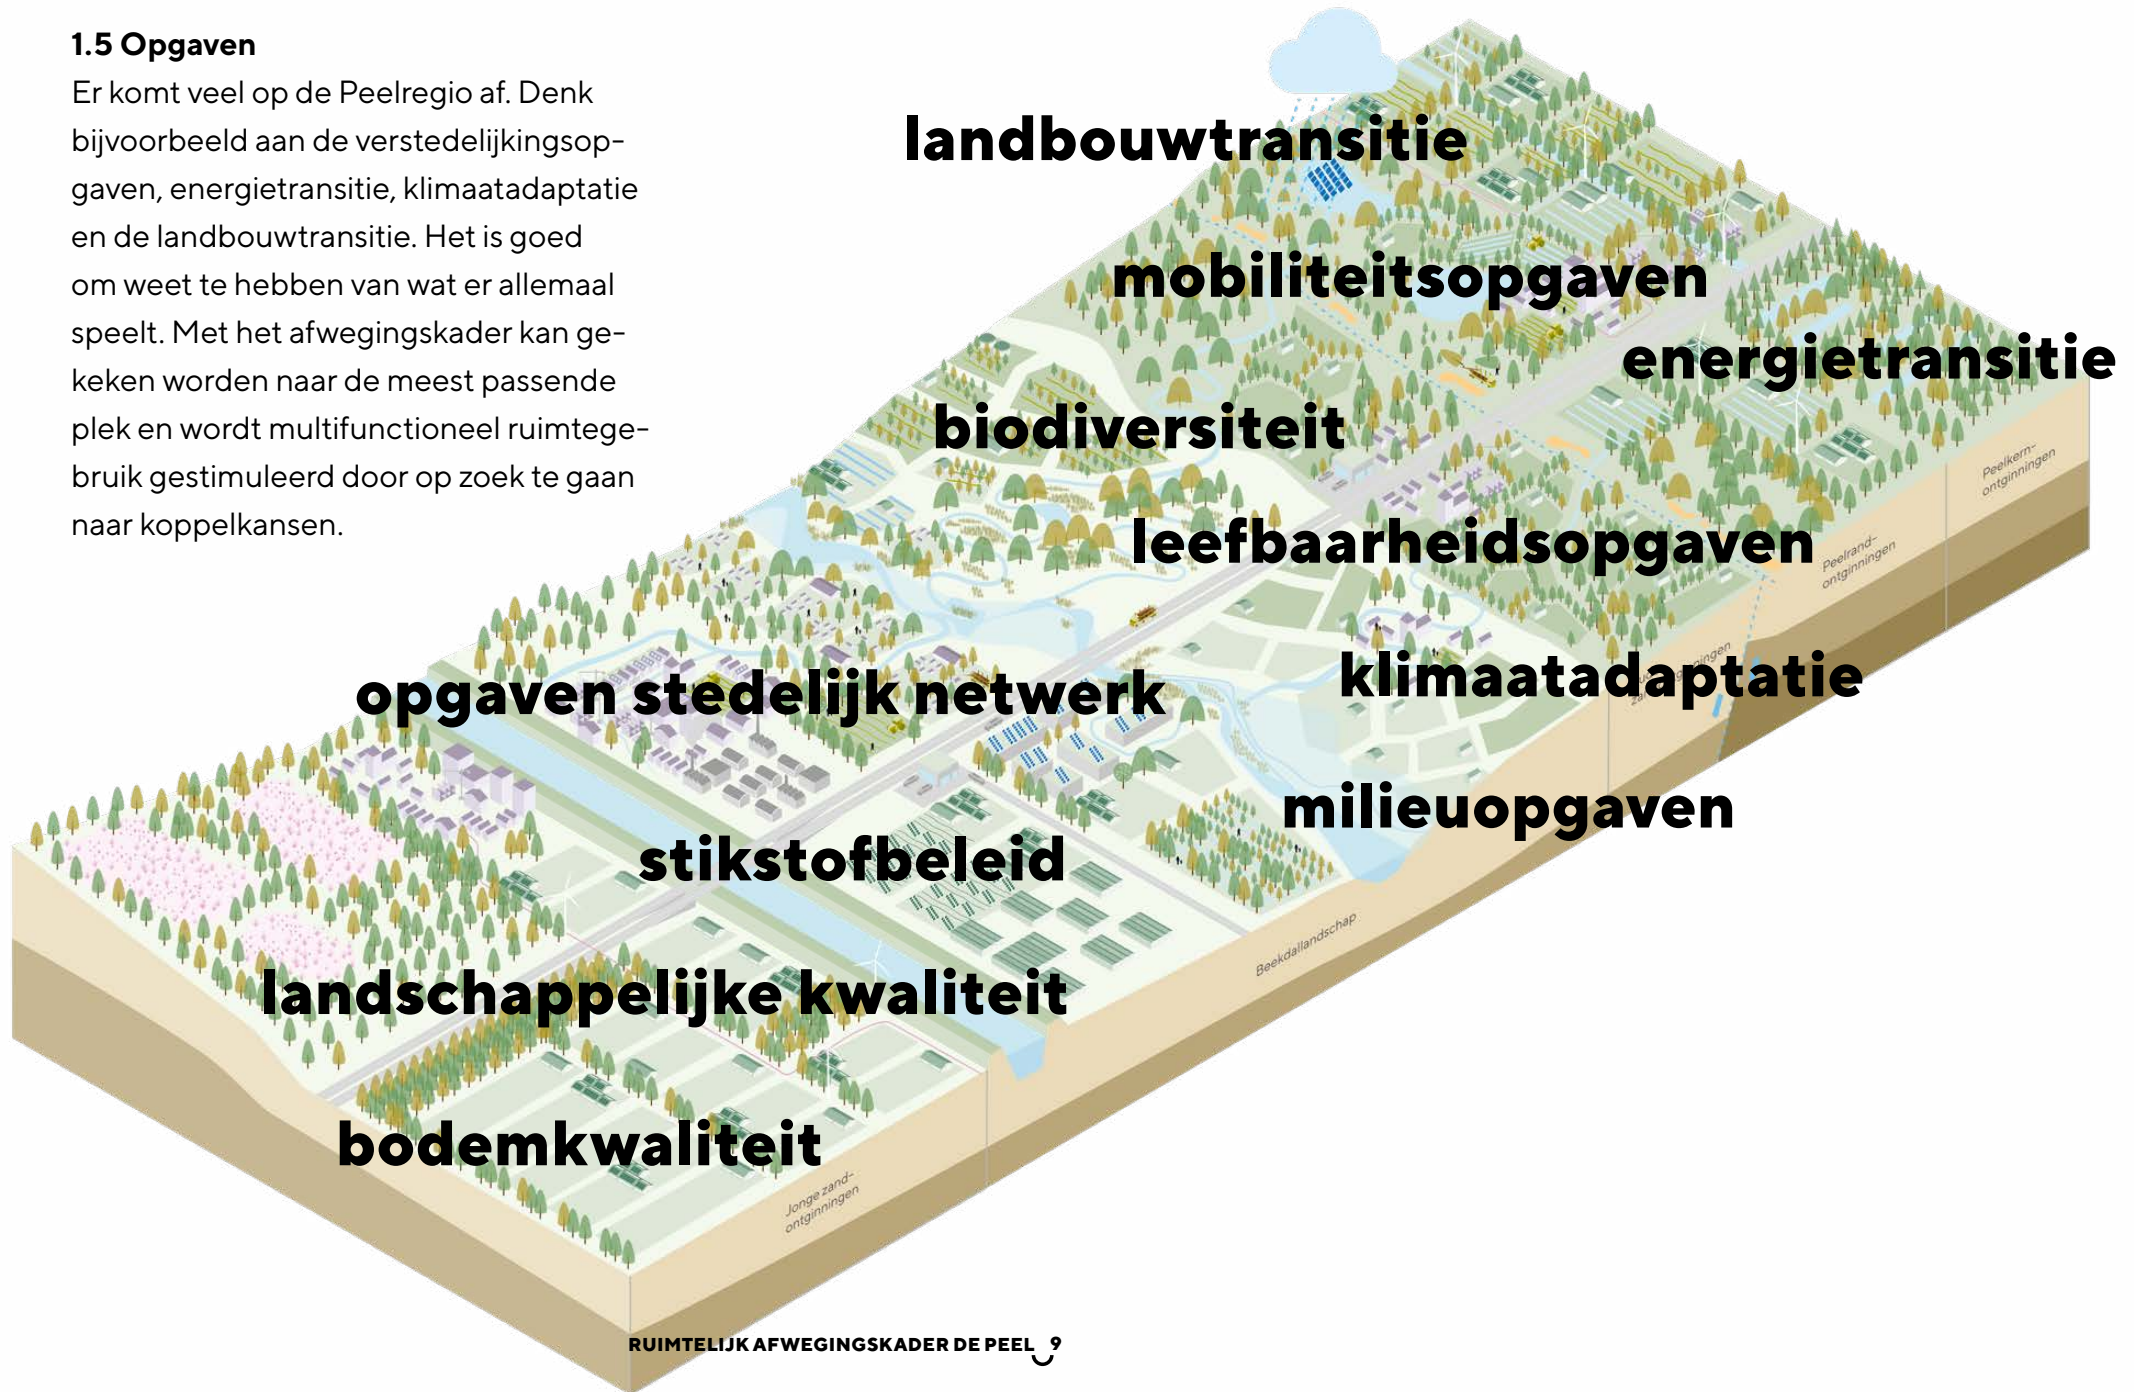 1.5 Opgaven
Er komt veel op de Peelregio af. Denk
bijvoorbeeld aan de verstedelijkingsop-
gaven, energietransitie, klimaatadaptatie
en de landbouwtransitie. Het is goed
om weet te hebben van wat er allemaal
speelt. Met het afwegingskader kan ge-
keken worden naar de meest passende
plek en wordt multifunctioneel ruimtege-
bruik gestimuleerd door op zoek te gaan
naar koppelkansen.
landbouwtransitie
mobiliteitsopgaven
energietransitie
biodiversiteit
Peelkern-
ontginningen
leefbaarheidsopgaven
Peelrand-
ontginningen
klimaatadaptatie
opgaven stedelijk netwerk
milieuopgaven
stikstofbeleid
Beekdallandschap
landschappelijke kwaliteit
bodemkwaliteit
Jonge zand-
ontginningen
RUIMTELIJK AFWEGINGSKADER DE PEEL 9